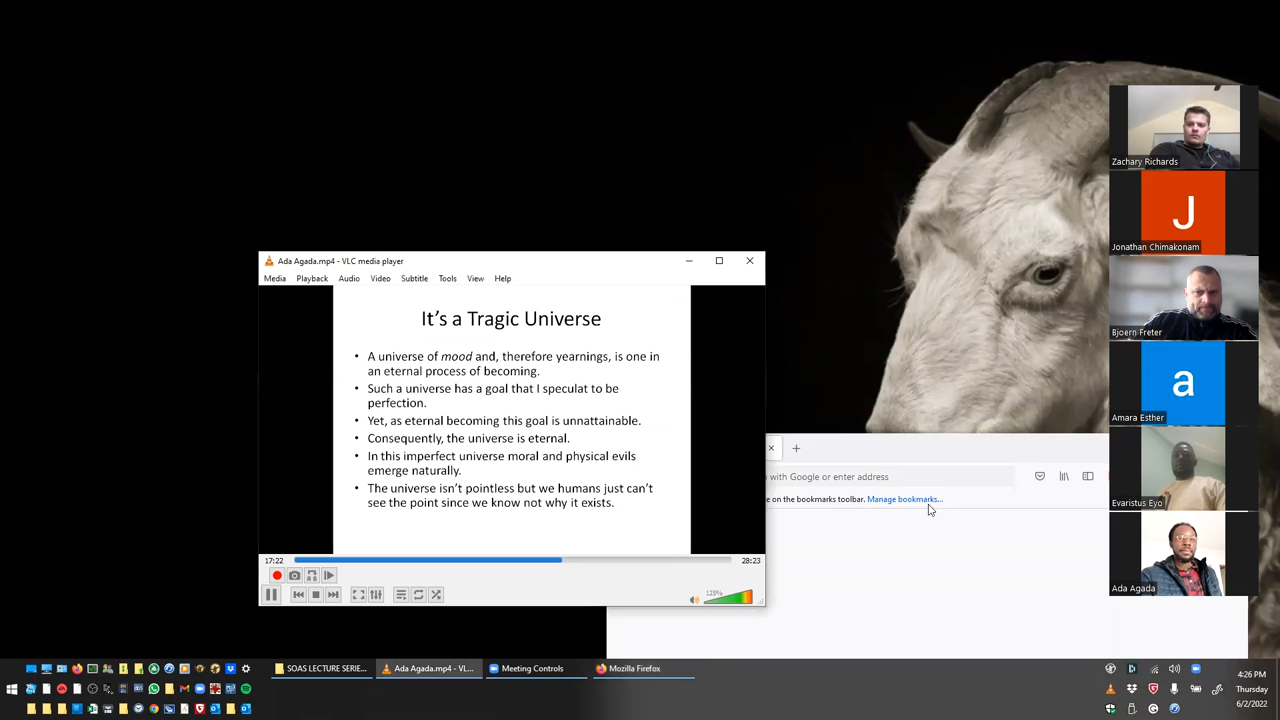 Ada Agada.mp4 - VLC media player
Media Playback Audio Video Subtitle Tools View Help
It's a Tragic Universe
• A universe of mood and, therefore yearnings, is one in
an eternal process of becoming.
• Such a universe has a goal that I speculat to be
perfection.
• Yet, as eternal becoming this goal is unnattainable.
• Consequently, the universe is eternal.
• In this imperfect universe moral and physical evils
emerge naturally.
• The universe isn't pointless but we humans just can't
see the point since we know not why it exists.
17:22
28:23
125%
with Google or enter address
e on the bookmarks toolbar. Manage bookmarks...
Zachary Richards
J
Jonathan Chimakonam
Bjoern Freter
a
Amara Esther
Evaristus Eyo
Ada Agada
SOAS LECTURE SERIE...
Ada Agada.mp4 - VL...
Meeting Controls
Mozilla Firefox
4:26 PM
Thursday
6/2/2022